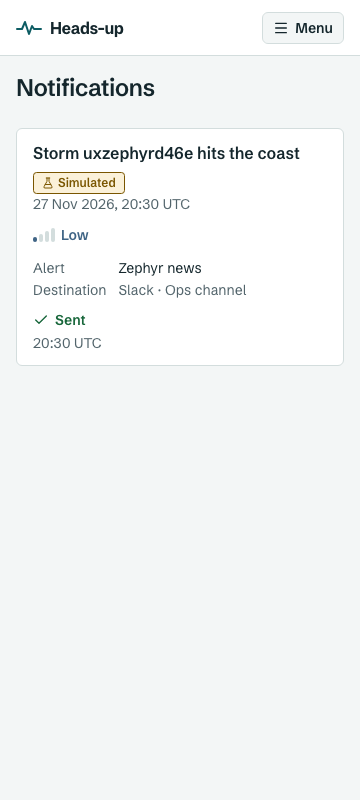 Heads-up
Menu
Notifications
Storm uxzephyrd46e hits the coast
Simulated
27 Nov 2026, 20:30 UTC
Low
Alert Zephyr news
Destination Slack · Ops channel
Sent
20:30 UTC